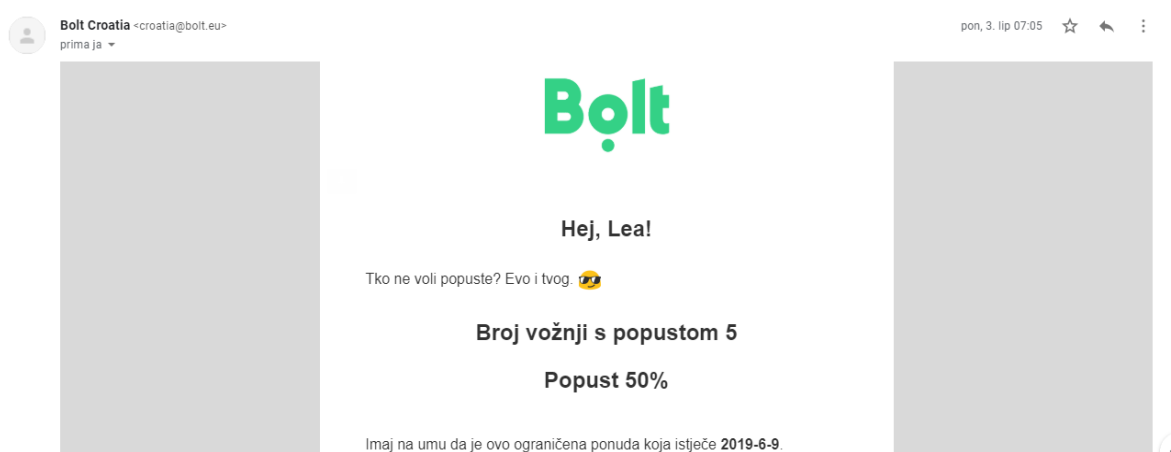 Bolt Croatia <croatia@bolt.eu>
pon, 3. lip 07:05
prima ja
Bolt
Hej, Lea!
Tko ne voli popuste? Evo i tvog. 😎
Broj vožnji s popustom 5
Popust 50%
Imaj na umu da je ovo ograničena ponuda koja istječe 2019-6-9.